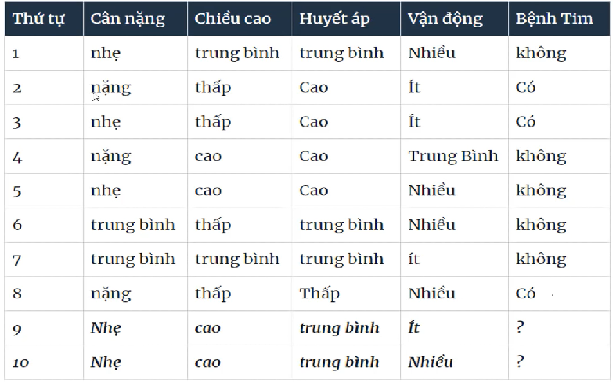 Thứ tự Cân nặng Chiều cao Huyết áp Vận động Bệnh Tim
1 nhẹ trung bình trung bình Nhiều không
2 nặng thấp Cao Ít Có
3 nhẹ thấp Cao Ít Có
4 nặng cao Cao Trung Bình không
5 nhẹ cao Cao Nhiều không
6 trung bình thấp trung bình Nhiều không
7 trung bình trung bình trung bình ít không
8 nặng thấp Thấp Nhiều Có
9 Nhẹ cao trung bình Ít ?
10 Nhẹ cao trung bình Nhiều ?